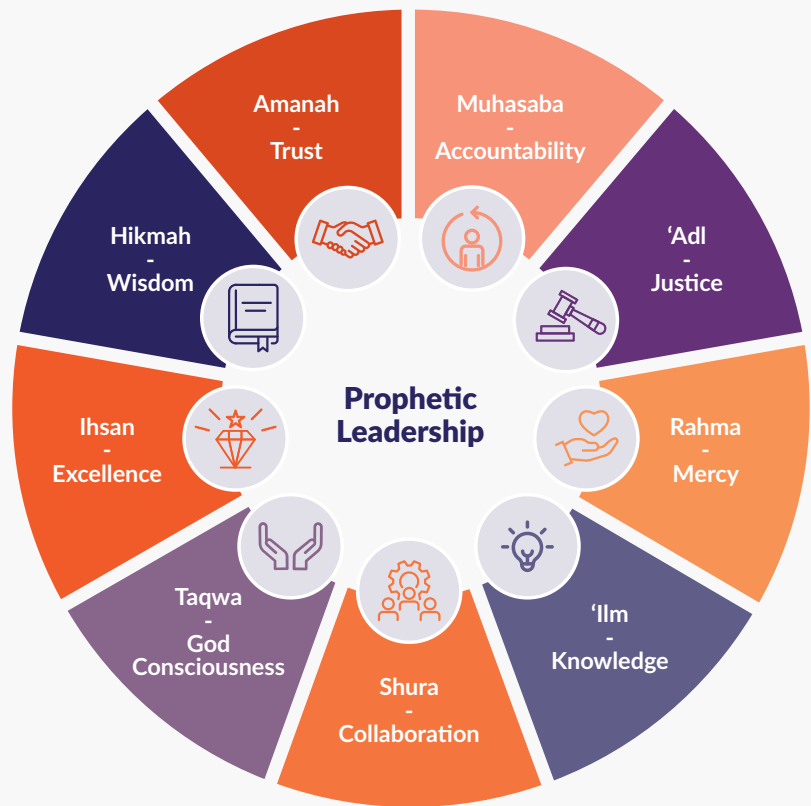 Prophetic
Leadership
Amanah
-
Trust
Muhasaba
-
Accountability
‘Adl
-
Justice
Rahma
-
Mercy
‘Ilm
-
Knowledge
Shura
-
Collaboration
Taqwa
-
God
Consciousness
Ihsan
-
Excellence
Hikmah
-
Wisdom